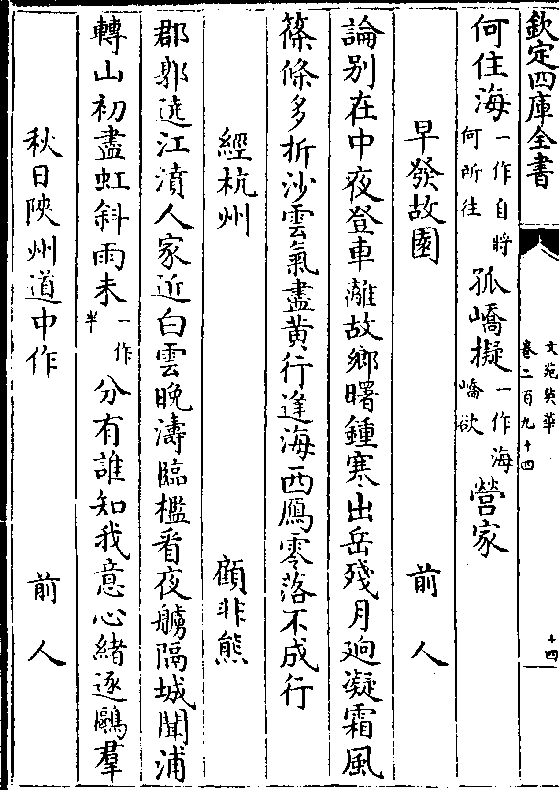 欽定四庫全書
文苑英華
卷二百九十四
十四
何住海一作自將何所往孤嶠擬一作海嶠欲營家
早發故園
前人
論别在中夜登車離故鄉曙鍾寒出岳殘月廹凝霜風
篠條多折沙雲氣盡黄行逢海西鴈零落不成行
經杭州
顧非熊
郡郭遶江濆人家近白雲晚濤臨檻看夜艣隔城聞浦
轉山初盡虹斜雨未一作半分有誰知我意心緒逐鷗羣
秋日陜州道中作
前人